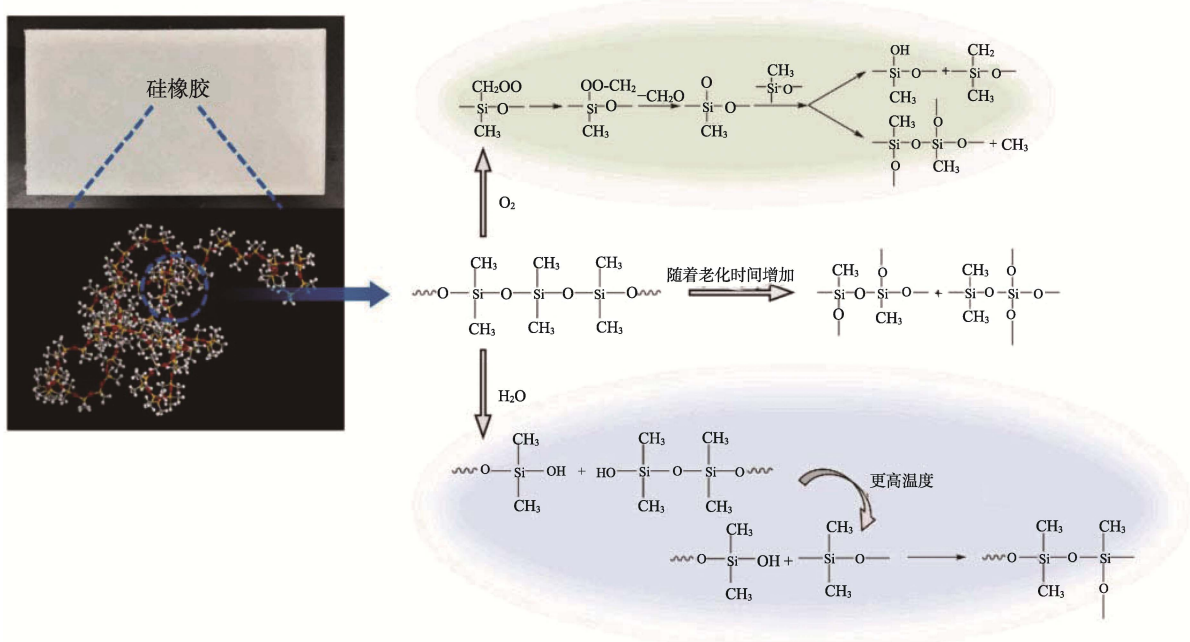 硅橡胶
CH₂OO
Si O
CH₃
OO-CH₂
Si O
CH₃
−CH₂O
O
Si O
CH₃
CH₃
Si O
OH
Si O
CH₃
+
CH₂
Si O
CH₃
CH₃ O
Si O Si O
O CH₃
+ CH₃
O₂
CH₃ CH₃ CH₃
O Si O Si O Si O
CH₃ CH₃ CH₃
随着老化时间增加
CH₃ O
Si O Si O
O CH₃
+
CH₃ O
Si O Si O
CH₃ O
H₂O
CH₃
O Si OH
CH₃
+
CH₃ CH₃
HO Si O Si O
CH₃ CH₃
更高温度
CH₃
O Si OH
CH₃
+
CH₃
Si O
CH₃
CH₃ CH₃
O Si O Si
CH₃ O